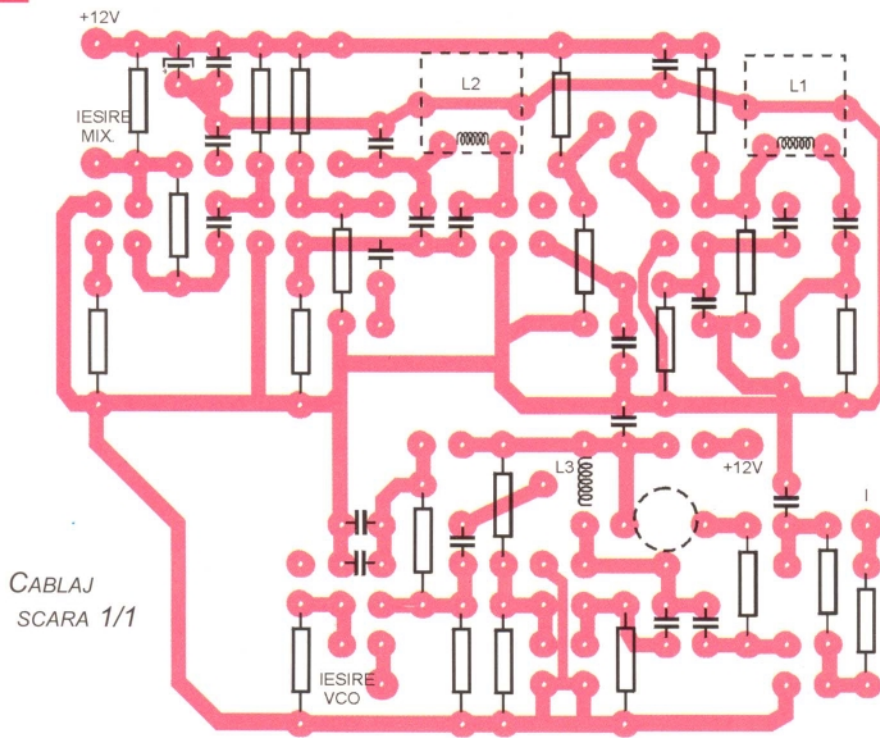 +12V
L2
L1
IESIRE
MIX.
L3
+12V
I
CABLAJ
SCARA 1/1
IESIRE
VCO